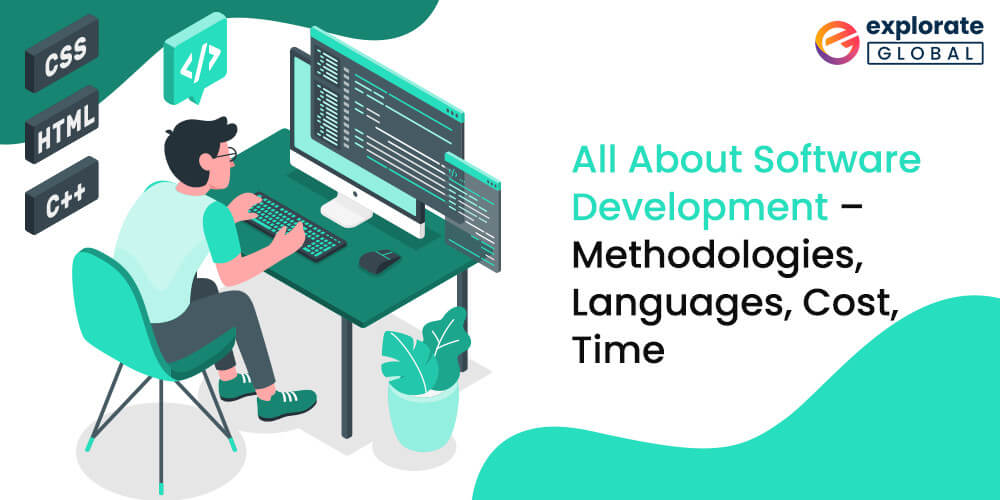 CSS
HTML
C++
</>
explorate
GLOBAL
All About Software
Development –
Methodologies,
Languages, Cost,
Time